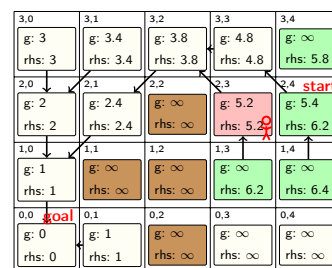 3,0 3,1 3,2 3,3 3,4
g: 3 g: 3.4 g: 3.8 g: 4.8 g: ∞
rhs: 3 rhs: 3.4 rhs: 3.8 rhs: 4.8 rhs: 5.8
2,0 2,1 2,2 2,3 2,4 start
g: 2 g: 2.4 g: ∞ g: 5.2 g: 5.4
rhs: 2 rhs: 2.4 rhs: ∞ rhs: 5.2 rhs: 6.2
1,0 1,1 1,2 1,3 1,4
g: 1 g: ∞ g: ∞ g: ∞ g: ∞
rhs: 1 rhs: ∞ rhs: ∞ rhs: 6.2 rhs: 6.4
0,0 goal 0,1 0,2 0,3 0,4
g: 0 g: 1 g: ∞ g: ∞ g: ∞
rhs: 0 rhs: 1 rhs: ∞ rhs: ∞ rhs: ∞